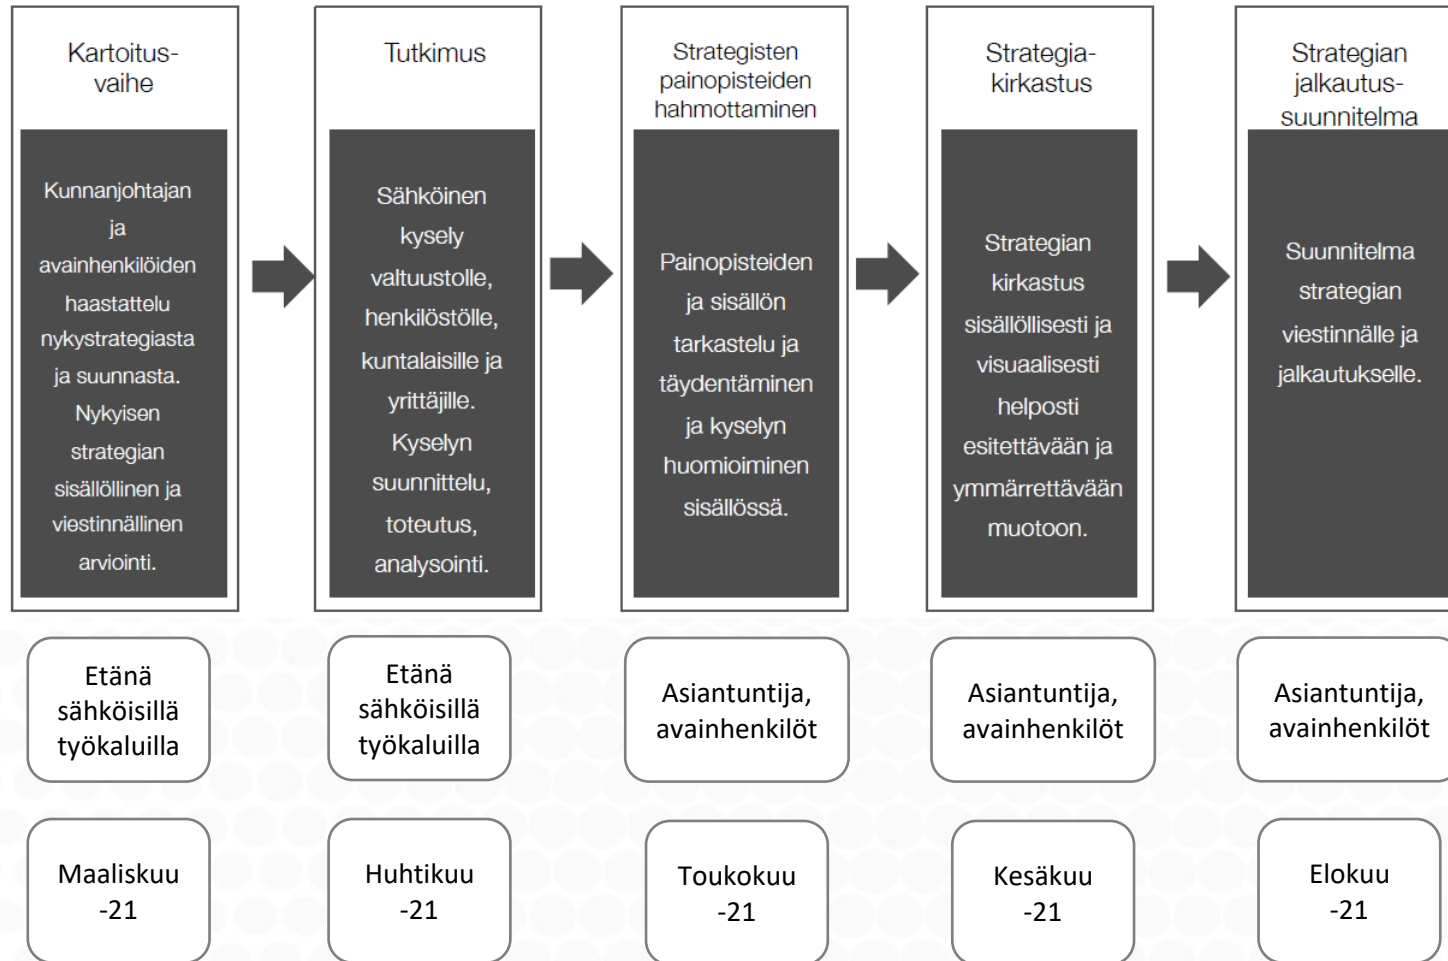 Kartoitus-
vaihe
Kunnanjohtajan
ja
avainhenkilöiden
haastattelu
nykystrategiasta
ja suunnasta.
Nykyisen
strategian
sisällöllinen ja
viestinnällinen
arviointi.
Tutkimus
Sähköinen
kysely
valtuustolle,
henkilöstölle,
kuntalaisille ja
yrittäjille.
Kyselyn
suunnittelu,
toteutus,
analysointi.
Strategisten
painopisteiden
hahmottaminen
Painopisteiden
ja sisällön
tarkastelu ja
täydentäminen
ja kyselyn
huomioiminen
sisällössä.
Strategia-
kirkastus
Strategian
kirkastus
sisällöllisesti ja
visuaalisesti
helposti
esitettävään ja
ymmärrettävään
muotoon.
Strategian
jalkautus-
suunnitelma
Suunnitelma
strategian
viestinnälle ja
jalkautukselle.
Etänä
sähköisillä
työkaluilla
Etänä
sähköisillä
työkaluilla
Asiantuntija,
avainhenkilöt
Asiantuntija,
avainhenkilöt
Asiantuntija,
avainhenkilöt
Maaliskuu
-21
Huhtikuu
-21
Toukokuu
-21
Kesäkuu
-21
Elokuu
-21